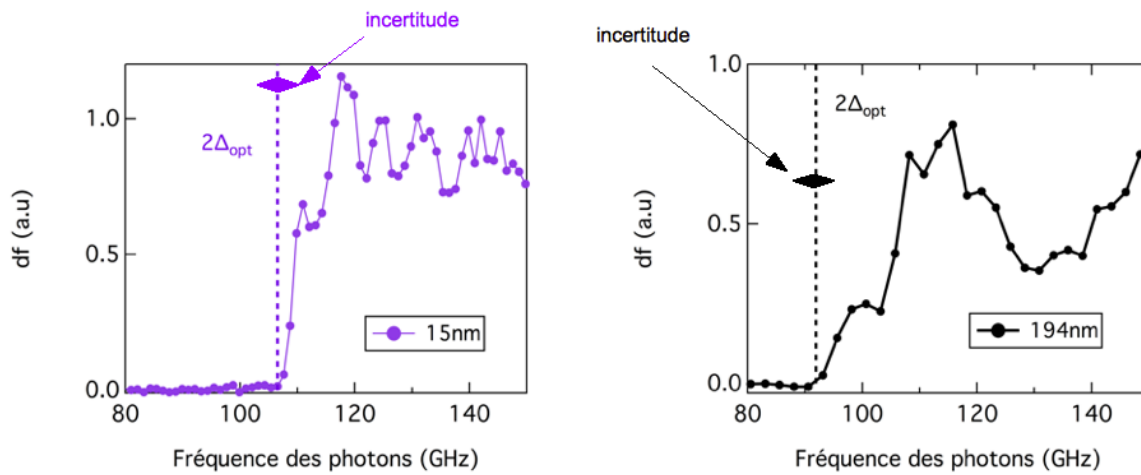 incertitude
2Δopt
df (a.u)
1.0
0.5
0.0
15nm
80
100
120
140
Fréquence des photons (GHz)
incertitude
2Δopt
df (a.u)
1.0
0.5
0.0
194nm
80
100
120
140
Fréquence des photons (GHz)